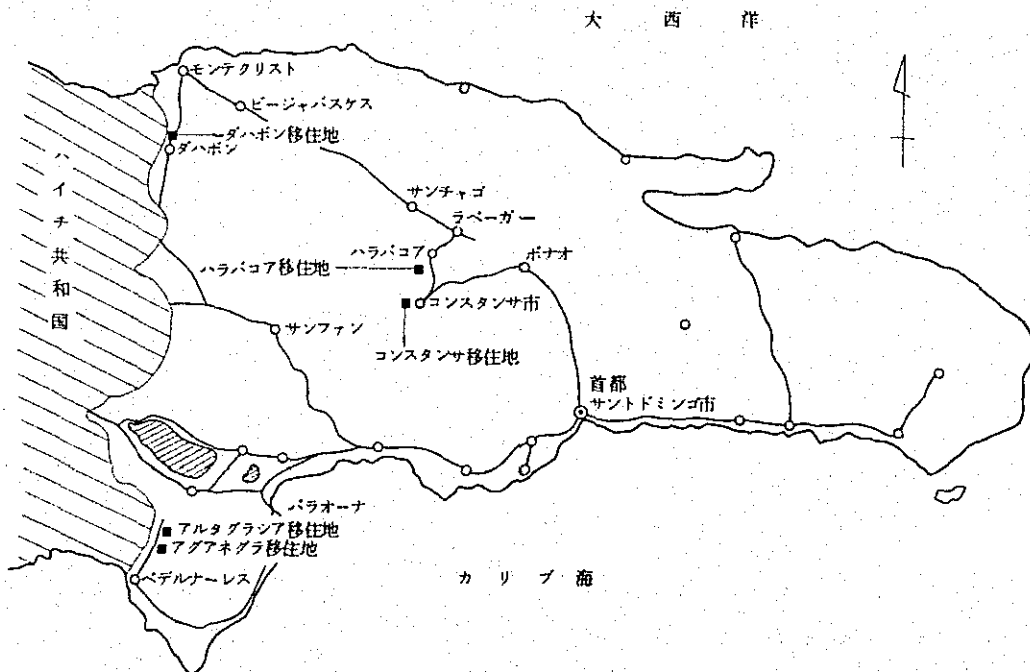 大西洋
モンテクリスト
ビージャバスケス
ダハボン移住地
ダハボン
ハイチ共和国
サンチャゴ
ラベーガー
ハラバコア
ボナオ
ハラバコア移住地
コンスタンサ市
サンファン
コンスタンサ移住地
首都
サントドミンゴ市
バラオーナ
アルタグラシア移住地
アグアネグラ移住地
ペデルナーレス
カリブ海